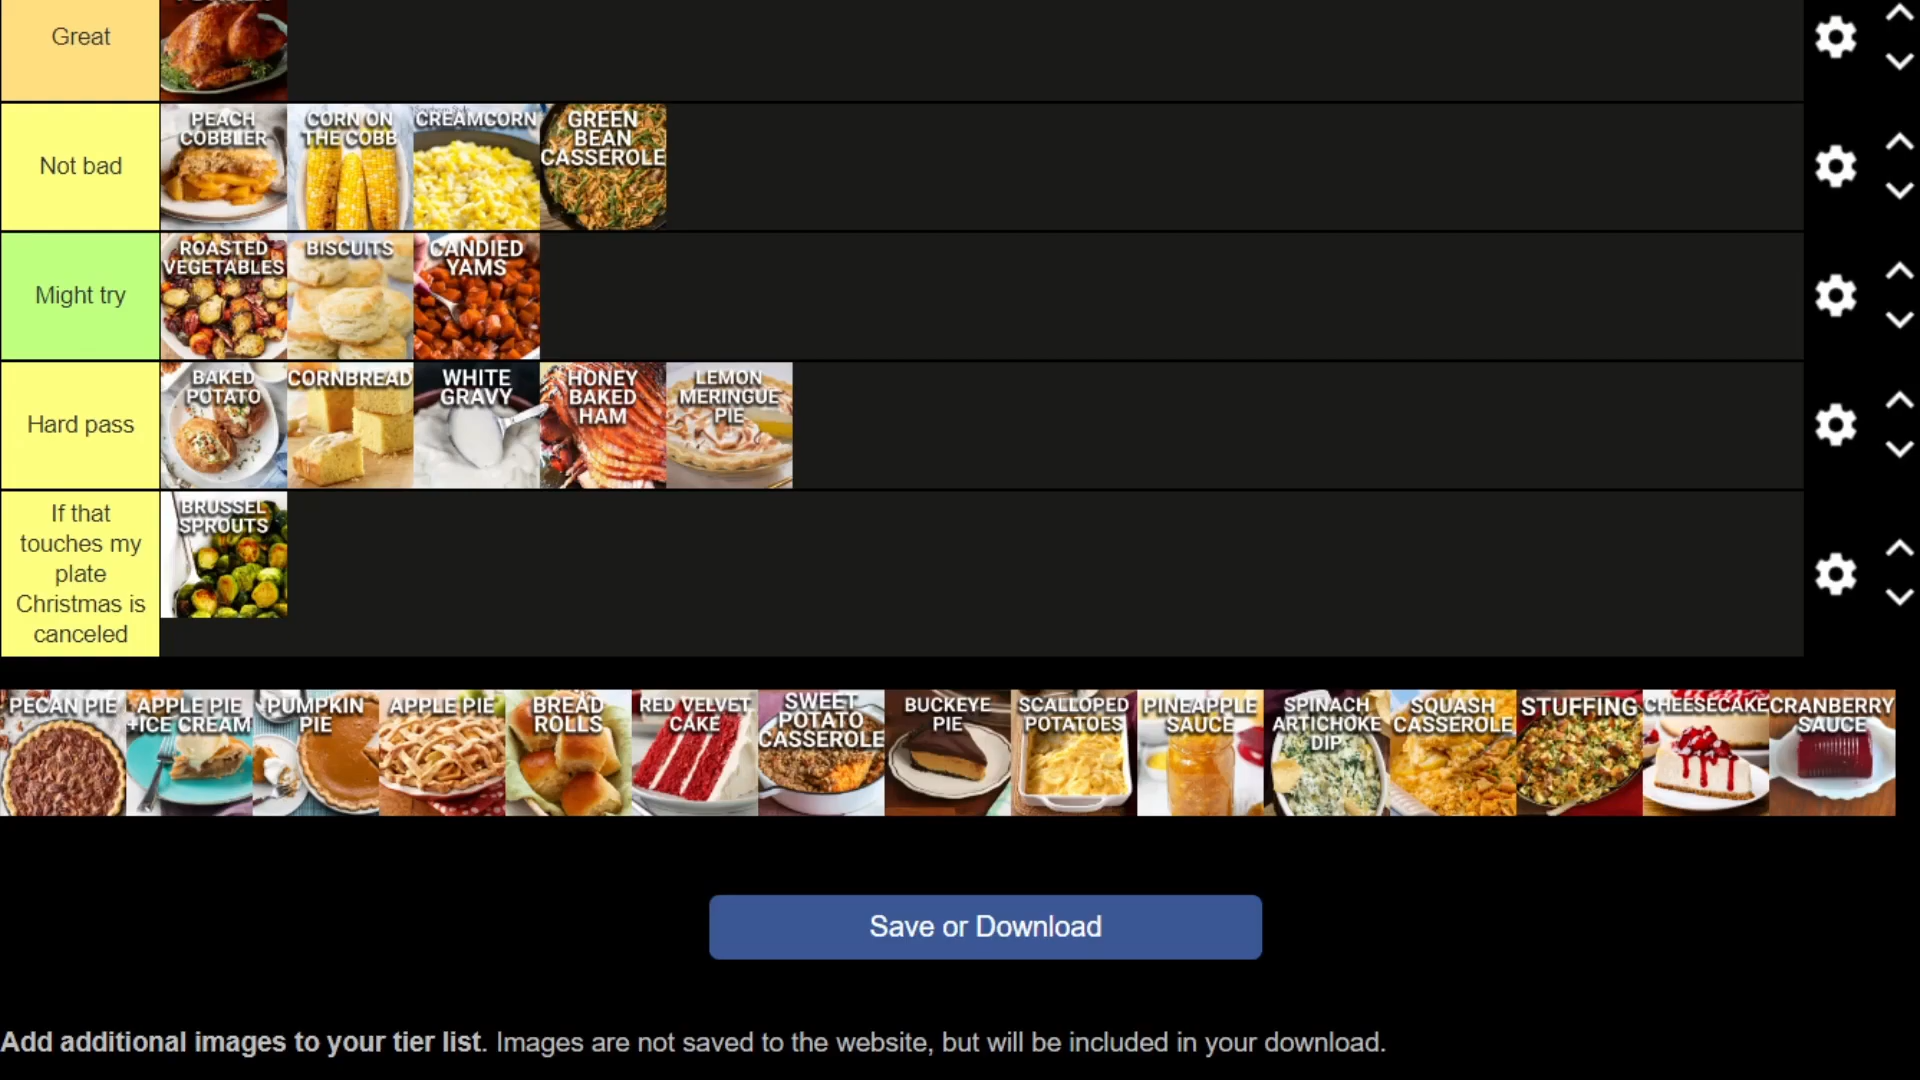 Great
PEACH
COBBLER
CORN ON
THE COBB
CREAMCORN
GREEN
BEAN
CASSEROLE
Not bad
ROASTED
VEGETABLES
BISCUITS
CANDIED
YAMS
Might try
BAKED
POTATO
CORNBREAD
WHITE
GRAVY
HONEY
BAKED
HAM
LEMON
MERINGUE
PIE
Hard pass
If that
touches my
plate
Christmas is
canceled
BRUSSEL
SPROUTS
PECAN PIE
APPLE PIE
+ICE CREAM
PUMPKIN
PIE
APPLE PIE
BREAD
ROLLS
RED VELVET
CAKE
SWEET
POTATO
CASSEROLE
BUCKEYE
PIE
SCALLOPED
POTATOES
PINEAPPLE
SAUCE
SPINACH
ARTICHOKE
DIP
SQUASH
CASSEROLE
STUFFING
CHEESECAKE
CRANBERRY
SAUCE
Save or Download
Add additional images to your tier list. Images are not saved to the website, but will be included in your download.